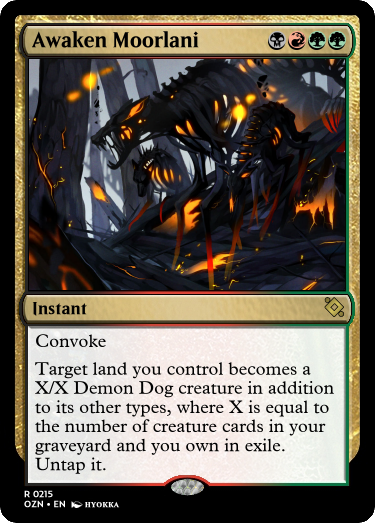 Awaken Moorlani
Instant
Convoke
Target land you control becomes a
X/X Demon Dog creature in addition
to its other types, where X is equal to
the number of creature cards in your
graveyard and you own in exile.
Untap it.
R 0215
OZN • EN HYOKKA